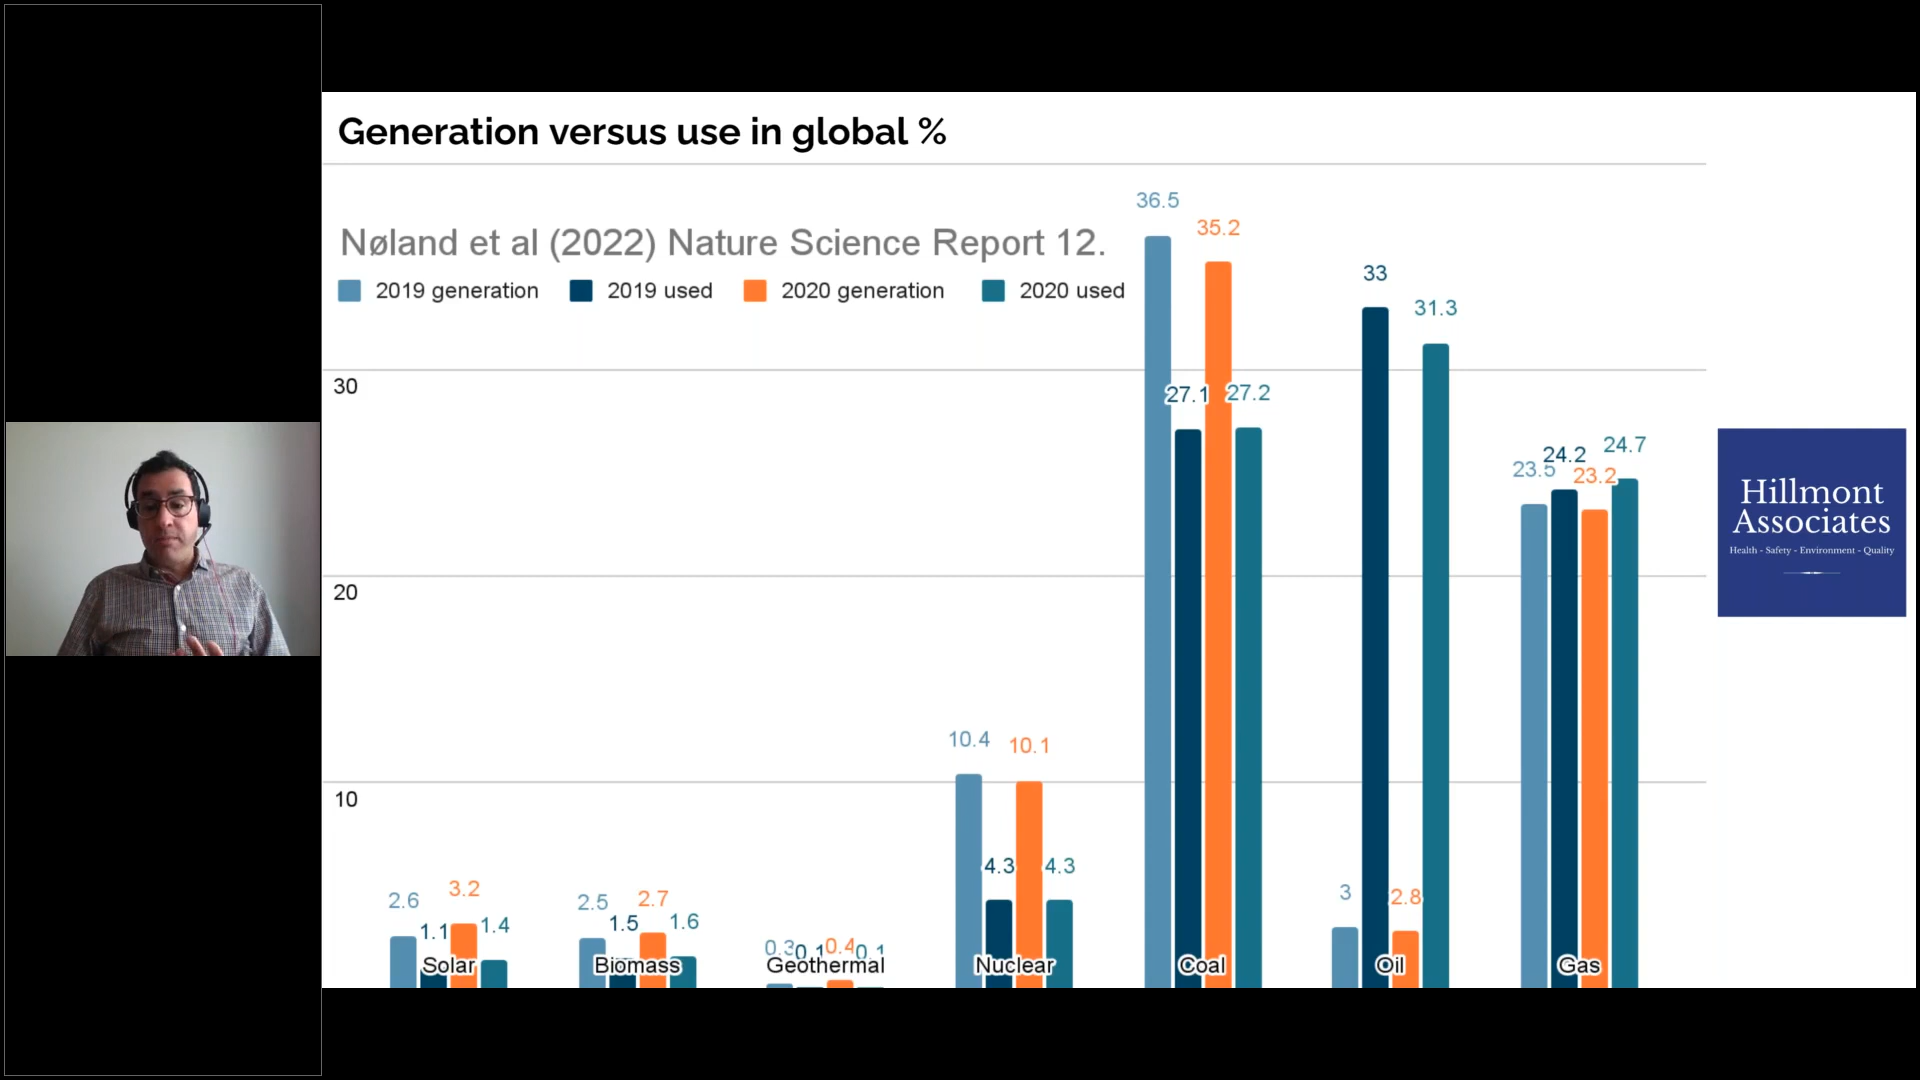 Generation versus use in global %
Nøland et al (2022) Nature Science Report 12.
2019 generation 2019 used 2020 generation 2020 used
30
20
10
2.6 1.1 3.2 1.4
Solar
2.5 1.5 2.7 1.6
Biomass
0.3 0.1 0.4 0.1
Geothermal
10.4 4.3 10.1 4.3
Nuclear
36.5 27.1 35.2 27.2
Coal
3 33 2.8 31.3
Oil
23.5 24.2 23.2 24.7
Gas
Hillmont
Associates
Health - Safety - Environment - Quality